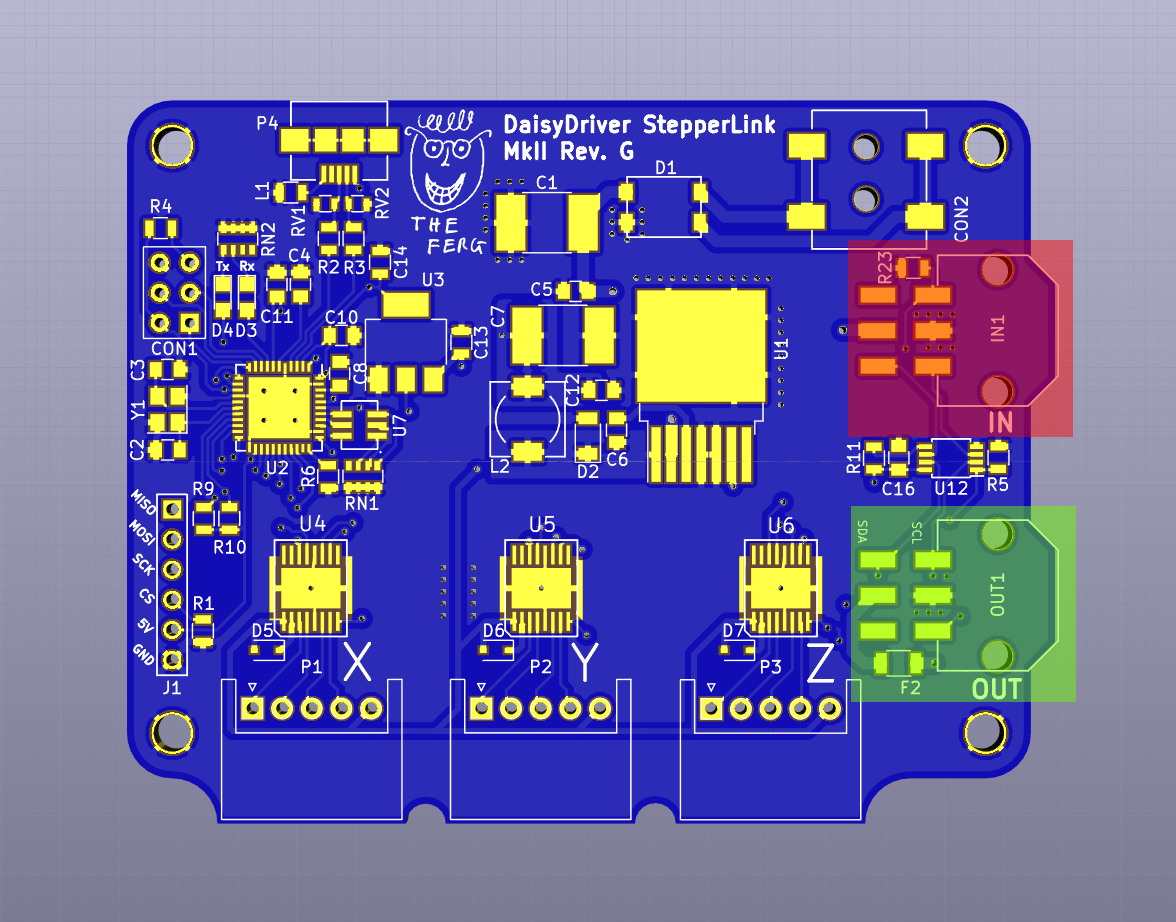 P4
DaisyDriver StepperLink
MkII Rev. G
D1
L1
RV1
RV2
C1
THE
FERG
CON2
R4
RN2
R2
R3
C14
Tx
Rx
C4
U3
R23
C5
D4
D3
C11
C10
C7
C13
U1
IN1
CON1
C3
C8
C12
Y1
U7
IN
C2
U2
R6
RN1
L2
D2
C6
R11
C16
U12
R5
MISO
R9
MOSI
R10
U4
U5
U6
SDA
SCL
SCK
CS
R1
OUT1
5V
D5
D6
D7
GND
P1
X
P2
Y
P3
Z
F2
OUT
J1